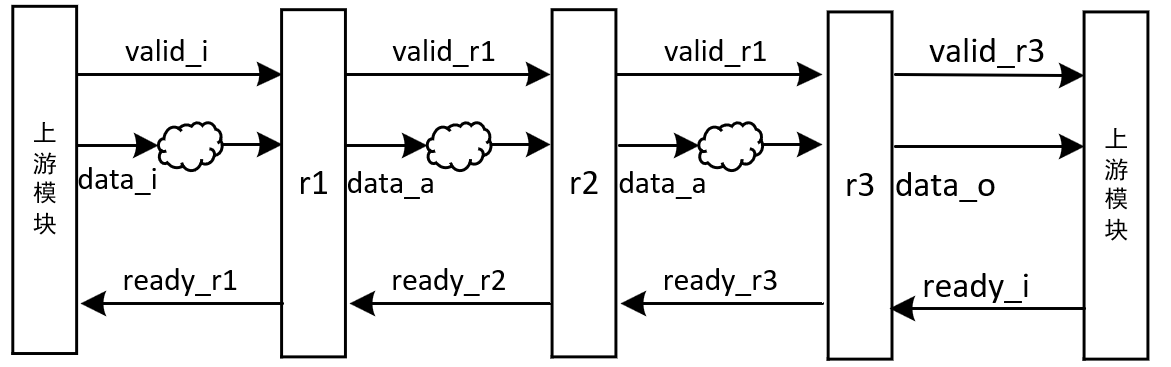 valid_i
valid_r1
valid_r1
valid_r3
上游模块
上游模块
data_i
r1
data_a
r2
data_a
r3
data_o
ready_r1
ready_r2
ready_r3
ready_i